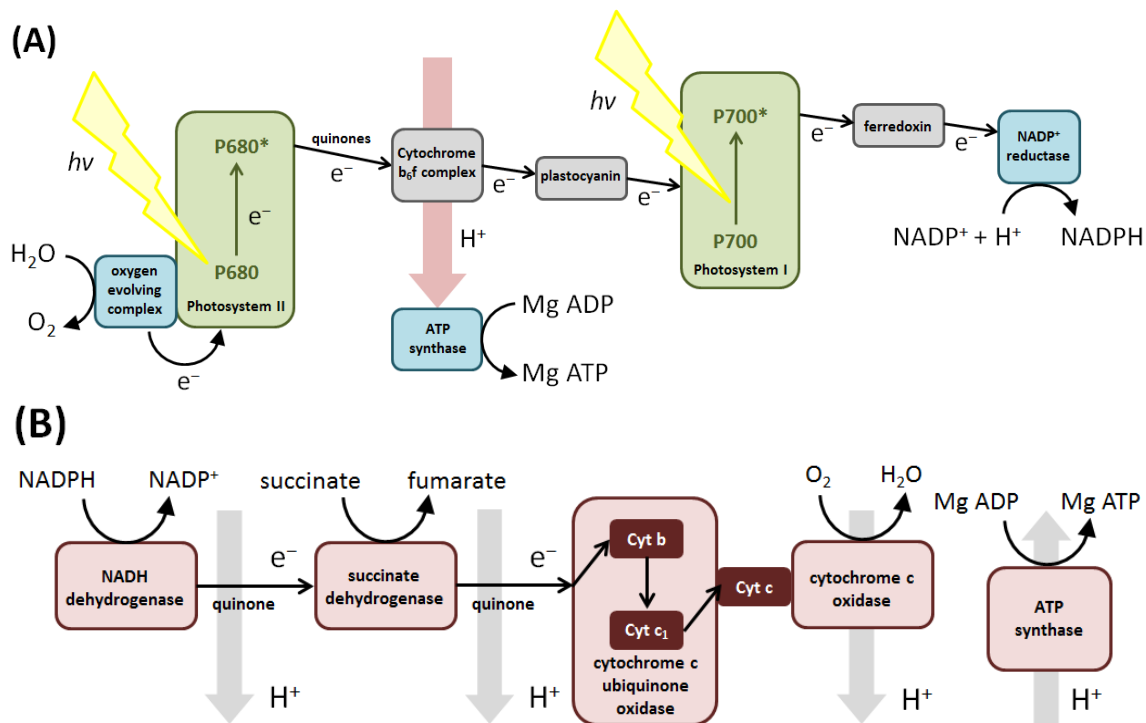 (A)
hν
P680*
e⁻
P680
Photosystem II
H₂O
O₂
oxygen
evolving
complex
e⁻
quinones
e⁻
Cytochrome
b₆f complex
H⁺
ATP
synthase
Mg ADP
Mg ATP
e⁻
plastocyanin
e⁻
hν
P700*
P700
Photosystem I
e⁻
ferredoxin
e⁻
NADP⁺
reductase
NADP⁺ + H⁺
NADPH
(B)
NADPH
NADP⁺
NADH
dehydrogenase
H⁺
e⁻
quinone
succinate
fumarate
succinate
dehydrogenase
H⁺
e⁻
quinone
Cyt b
Cyt c₁
cytochrome c
ubiquinone
oxidase
Cyt c
O₂
H₂O
cytochrome c
oxidase
H⁺
Mg ADP
Mg ATP
ATP
synthase
H⁺